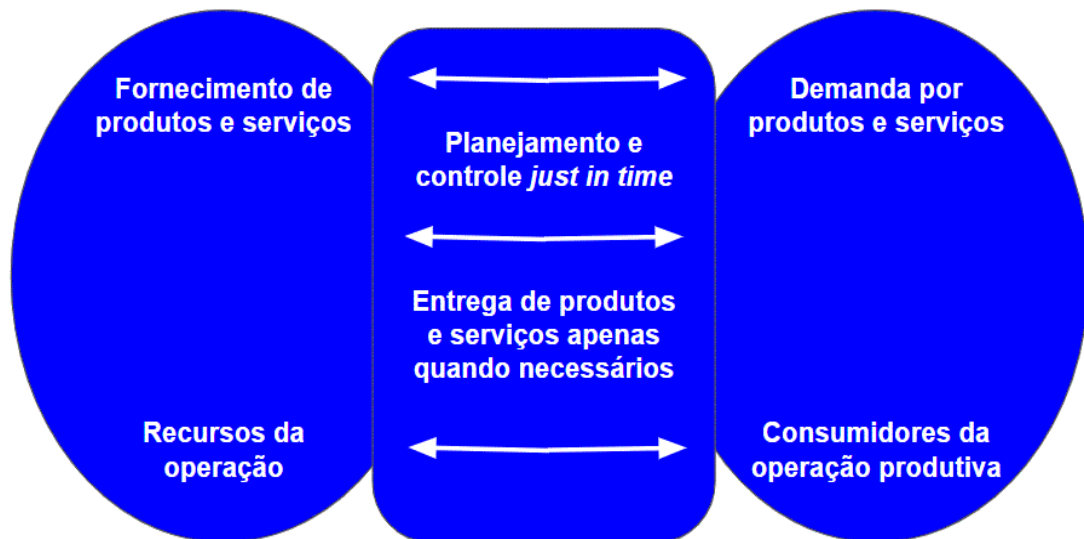 Fornecimento de
produtos e serviços
Recursos da
operação
Planejamento e
controle just in time
Entrega de produtos
e serviços apenas
quando necessários
Demanda por
produtos e serviços
Consumidores da
operação produtiva